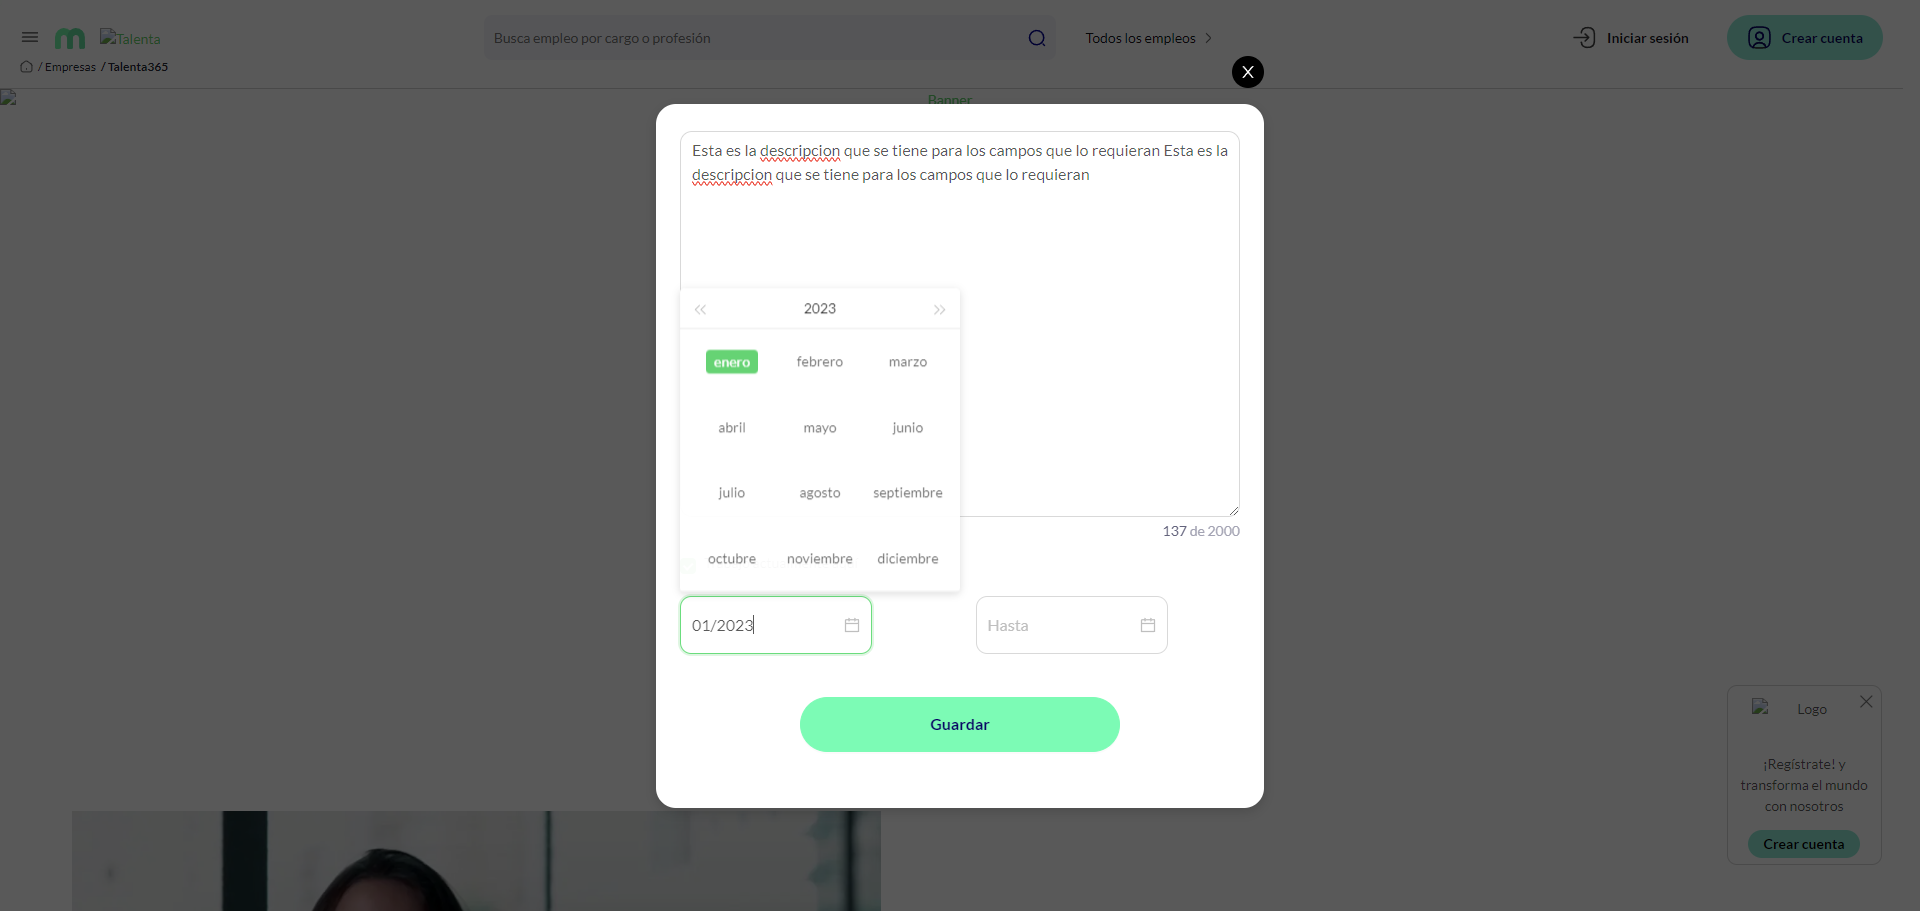 Talenta
Busca empleo por cargo o profesión
Todos los empleos
Iniciar sesión
Crear cuenta
/ Empresas / Talenta365
X
Banner
Esta es la descripcion que se tiene para los campos que lo requieran Esta es la
descripcion que se tiene para los campos que lo requieran
2023
enero febrero marzo
abril mayo junio
julio agosto septiembre
octubre noviembre diciembre
137 de 2000
01/2023
Hasta
Guardar
Logo
¡Regístrate! y
transforma el mundo
con nosotros
Crear cuenta